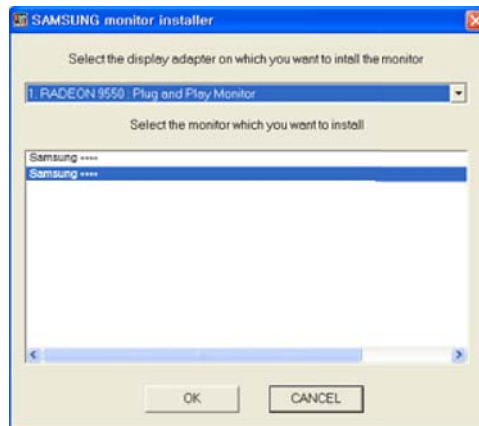 SAMSUNG monitor installer
Select the display adapter on which you want to intall the monitor
1. RADEON 9550 : Plug and Play Monitor
Select the monitor which you want to install
Samsung ****
Samsung ****
OK
CANCEL